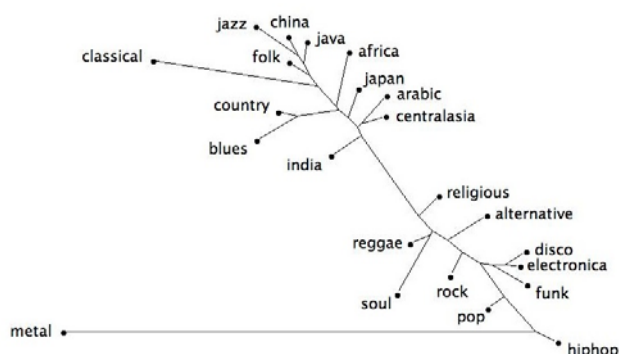 jazz
china
java
classical
folk
africa
japan
arabic
country
centralasia
blues
india
religious
alternative
reggae
disco
electronica
rock
funk
soul
pop
metal
hiphop